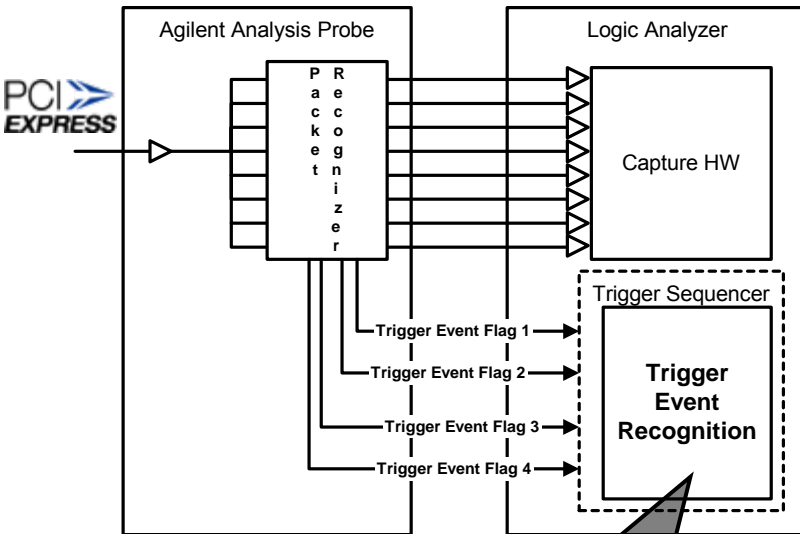 Agilent Analysis Probe
Logic Analyzer
PCI
EXPRESS
Packet
Recognizer
Capture HW
Trigger Sequencer
Trigger Event Flag 1
Trigger Event Flag 2
Trigger Event Flag 3
Trigger Event Flag 4
Trigger
Event
Recognition